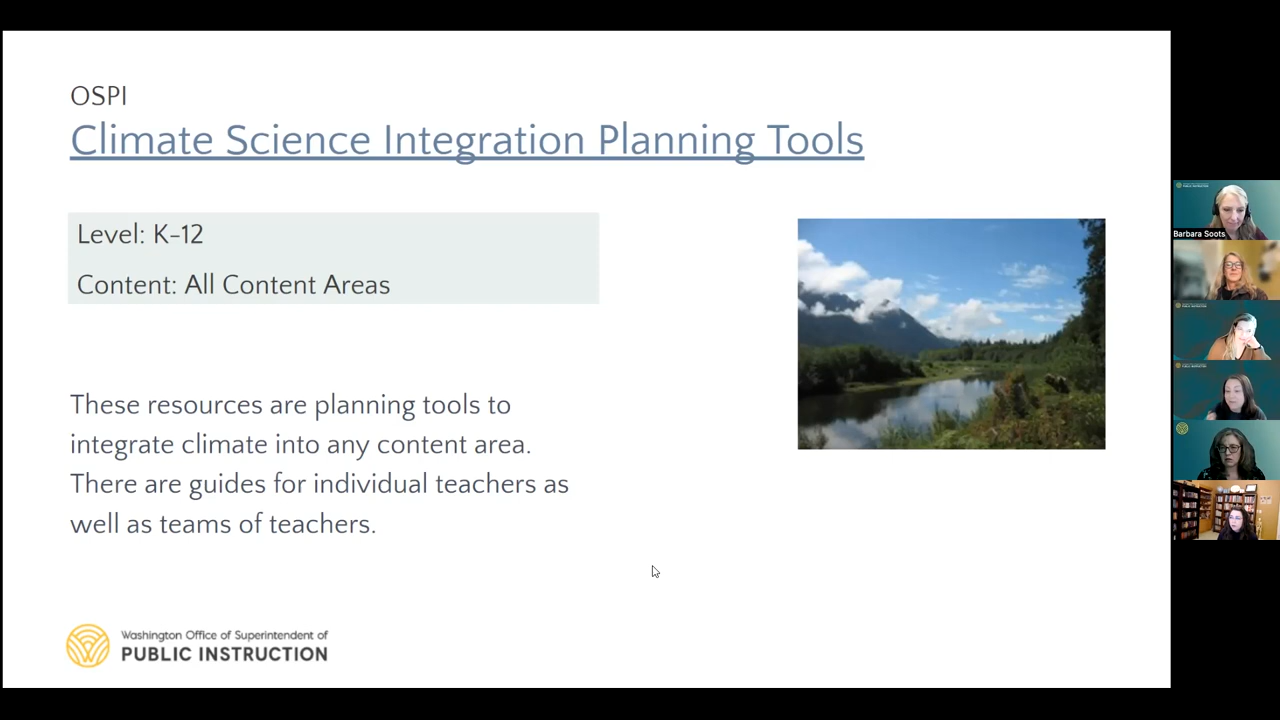 OSPI
Climate Science Integration Planning Tools
Level: K-12
Content: All Content Areas
These resources are planning tools to
integrate climate into any content area.
There are guides for individual teachers as
well as teams of teachers.
Washington Office of Superintendent of
PUBLIC INSTRUCTION
PUBLIC INSTRUCTION
Barbara Soots